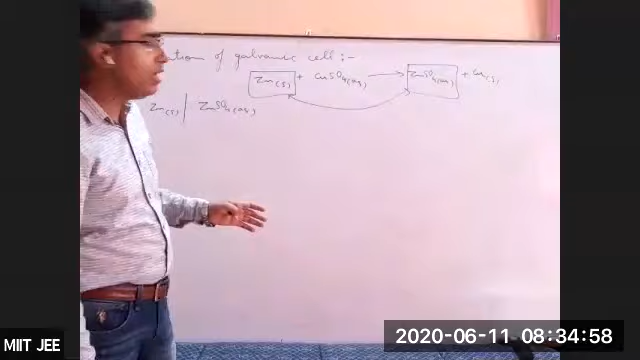 ation of galvanic cell :-
Zn(s) + CuSO4(aq) → ZnSO4(aq) + Cu(s)
Zn(s) | ZnSO4(aq)
MIIT JEE
2020-06-11 08:34:58